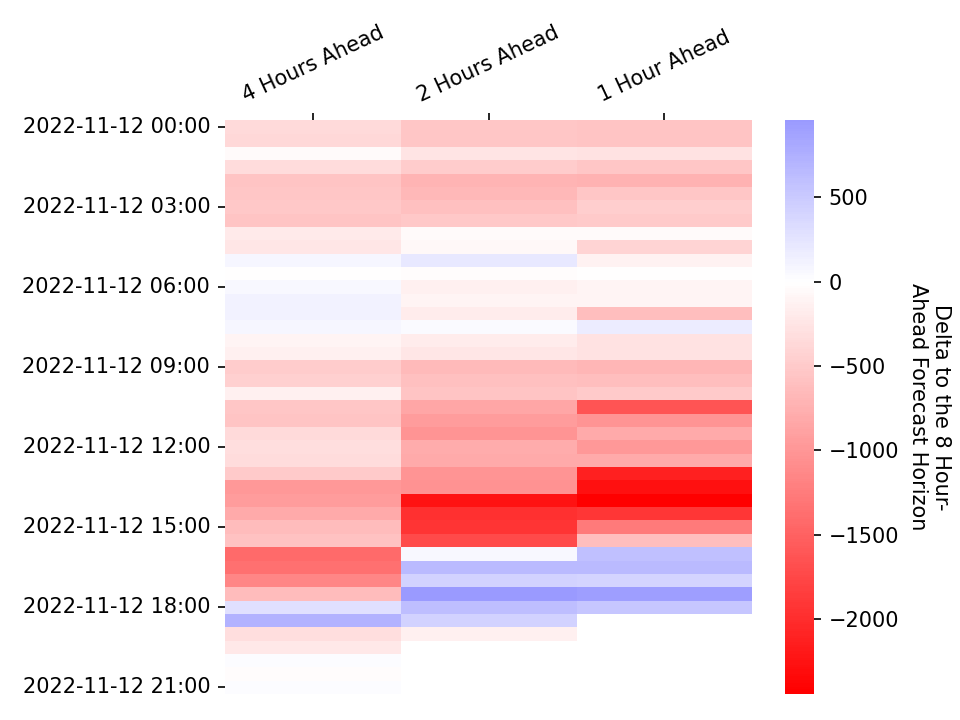 4 Hours Ahead
2 Hours Ahead
1 Hour Ahead
2022-11-12 00:00
2022-11-12 03:00
2022-11-12 06:00
2022-11-12 09:00
2022-11-12 12:00
2022-11-12 15:00
2022-11-12 18:00
2022-11-12 21:00
500
0
−500
−1000
−1500
−2000
Delta to the 8 Hour-
Ahead Forecast Horizon